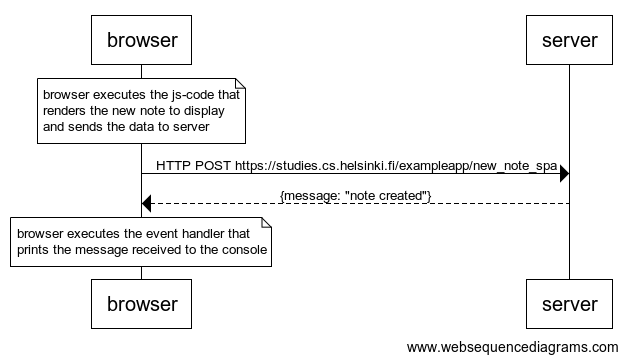 browser
server
browser executes the js-code that
renders the new note to display
and sends the data to server
HTTP POST https://studies.cs.helsinki.fi/exampleapp/new_note_spa
{message: "note created"}
browser executes the event handler that
prints the message received to the console
browser
server
www.websequencediagrams.com